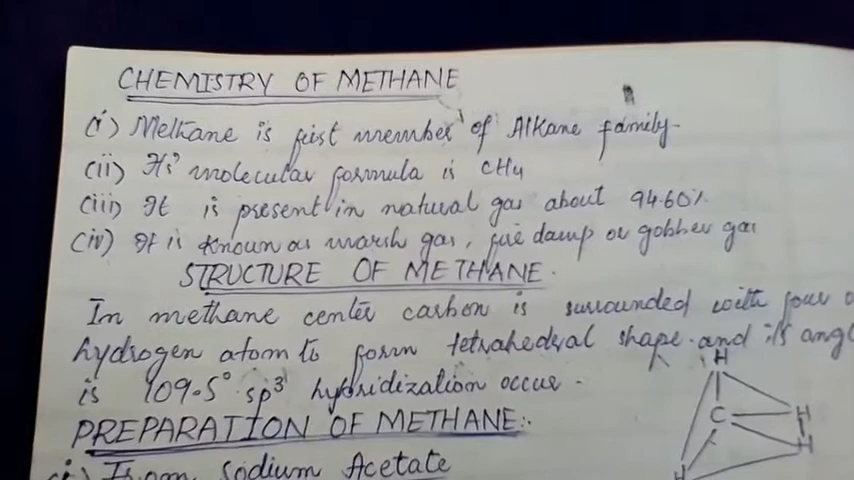 CHEMISTRY OF METHANE
(i) Methane is first member of Alkane family.
(ii) Its molecular formula is CH4
(iii) It is present in natural gas about 94.60%
(iv) It is known as marsh gas, fire damp or gobber gas
STRUCTURE OF METHANE.
In methane center carbon is surrounded with four
hydrogen atom to form tetrahedral shape. and its angl
is 109.5° sp³ hybridization occur.
H
C
H
H
H
PREPARATION OF METHANE:
(i) From sodium Acetate